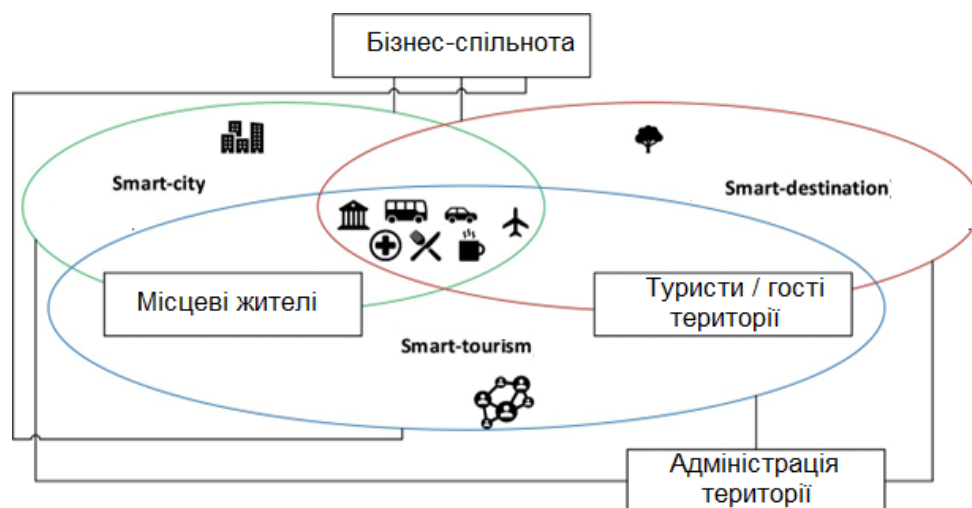 Бізнес-спільнота
Smart-city
Smart-destination
Місцеві жителі
Туристи / гості
території
Smart-tourism
Адміністрація
території